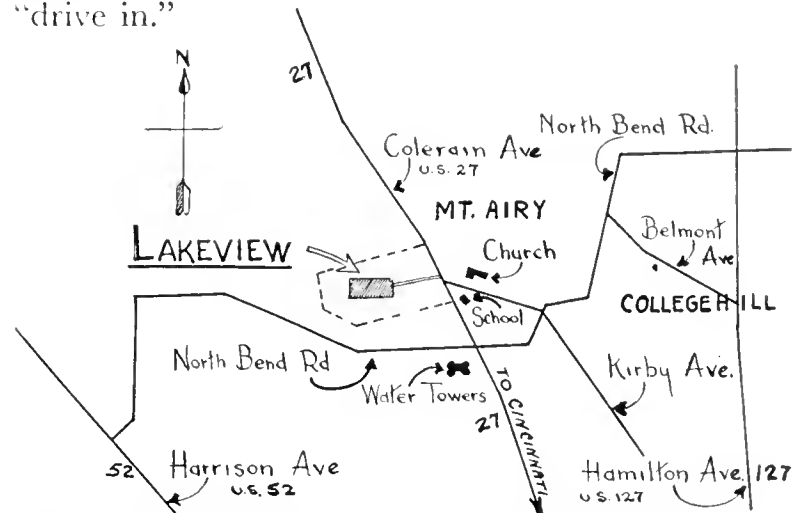 "drive in."
N
27
Colerain Ave
U.S. 27
North Bend Rd.
MT. AIRY
LAKEVIEW
Church
Belmont
Ave
School
COLLEGE HILL
North Bend Rd
Water Towers
TO CINCINNATI
27
Kirby Ave.
52
Harrison Ave
U.S. 52
Hamilton Ave. 127
U.S. 127